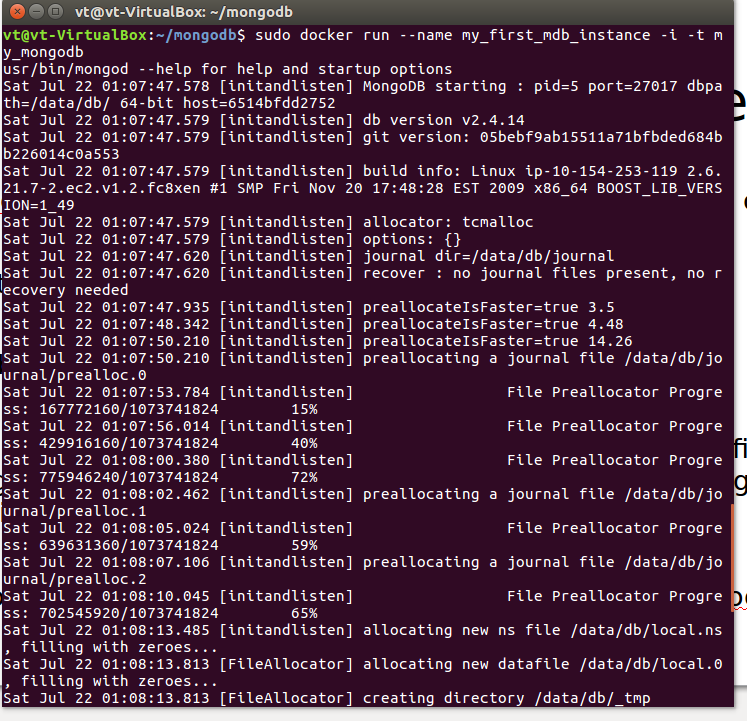 vt@vt-VirtualBox: ~/mongodb
vt@vt-VirtualBox:~/mongodb$ sudo docker run --name my_first_mdb_instance -i -t m
y_mongodb
usr/bin/mongod --help for help and startup options
Sat Jul 22 01:07:47.578 [initandlisten] MongoDB starting : pid=5 port=27017 dbpa
th=/data/db/ 64-bit host=6514bfdd2752
Sat Jul 22 01:07:47.579 [initandlisten] db version v2.4.14
Sat Jul 22 01:07:47.579 [initandlisten] git version: 05bebf9ab15511a71bfbded684b
b226014c0a553
Sat Jul 22 01:07:47.579 [initandlisten] build info: Linux ip-10-154-253-119 2.6.
21.7-2.ec2.v1.2.fc8xen #1 SMP Fri Nov 20 17:48:28 EST 2009 x86_64 BOOST_LIB_VERS
ION=1_49
Sat Jul 22 01:07:47.579 [initandlisten] allocator: tcmalloc
Sat Jul 22 01:07:47.579 [initandlisten] options: {}
Sat Jul 22 01:07:47.620 [initandlisten] journal dir=/data/db/journal
Sat Jul 22 01:07:47.620 [initandlisten] recover : no journal files present, no r
ecovery needed
Sat Jul 22 01:07:47.935 [initandlisten] preallocateIsFaster=true 3.5
Sat Jul 22 01:07:48.342 [initandlisten] preallocateIsFaster=true 4.48
Sat Jul 22 01:07:50.210 [initandlisten] preallocateIsFaster=true 14.26
Sat Jul 22 01:07:50.210 [initandlisten] preallocating a journal file /data/db/jo
urnal/prealloc.0
Sat Jul 22 01:07:53.784 [initandlisten] File Preallocator Progre
ss: 167772160/1073741824 15%
Sat Jul 22 01:07:56.014 [initandlisten] File Preallocator Progre
ss: 429916160/1073741824 40%
Sat Jul 22 01:08:00.380 [initandlisten] File Preallocator Progre
ss: 775946240/1073741824 72%
Sat Jul 22 01:08:02.462 [initandlisten] preallocating a journal file /data/db/jo
urnal/prealloc.1
Sat Jul 22 01:08:05.024 [initandlisten] File Preallocator Progre
ss: 639631360/1073741824 59%
Sat Jul 22 01:08:07.106 [initandlisten] preallocating a journal file /data/db/jo
urnal/prealloc.2
Sat Jul 22 01:08:10.045 [initandlisten] File Preallocator Progre
ss: 702545920/1073741824 65%
Sat Jul 22 01:08:13.485 [initandlisten] allocating new ns file /data/db/local.ns
, filling with zeroes...
Sat Jul 22 01:08:13.813 [FileAllocator] allocating new datafile /data/db/local.0
, filling with zeroes...
Sat Jul 22 01:08:13.813 [FileAllocator] creating directory /data/db/_tmp